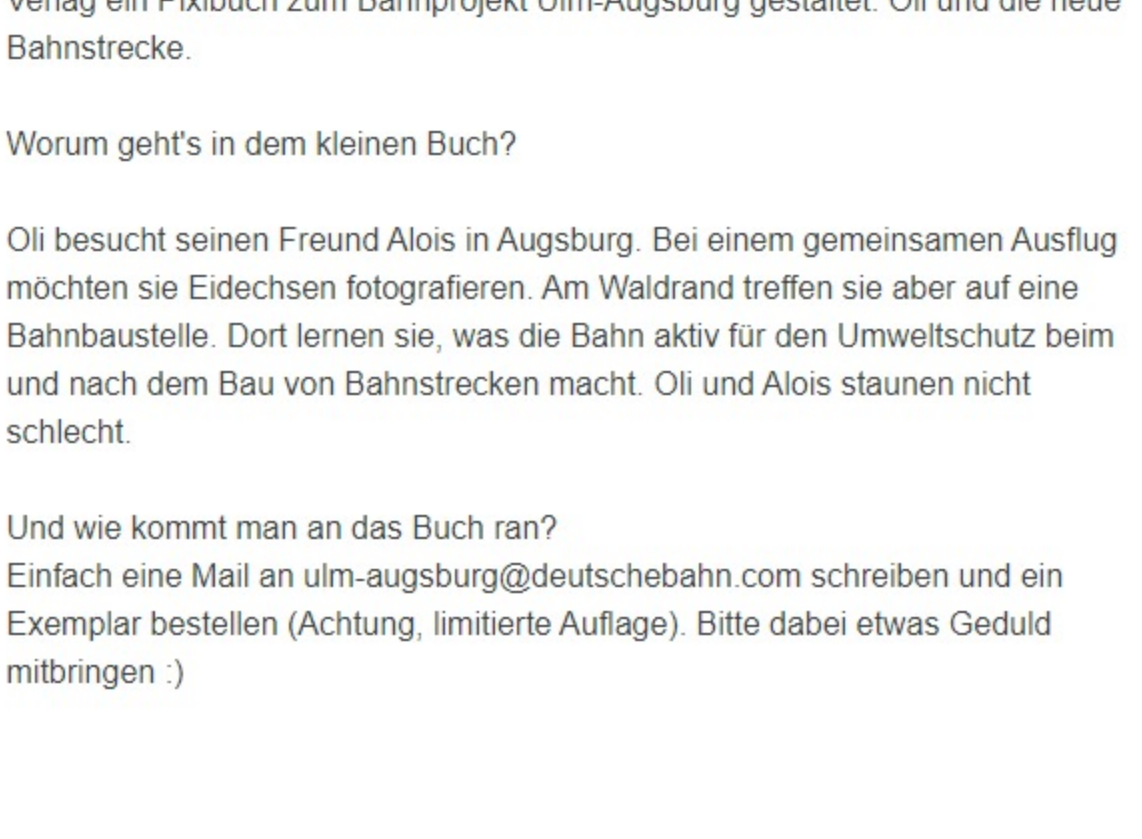 Verlag ein Pixibuch zum Bahnprojekt Ulm-Augsburg gestaltet: Oli und die neue
Bahnstrecke.
Worum geht's in dem kleinen Buch?
Oli besucht seinen Freund Alois in Augsburg. Bei einem gemeinsamen Ausflug
möchten sie Eidechsen fotografieren. Am Waldrand treffen sie aber auf eine
Bahnbaustelle. Dort lernen sie, was die Bahn aktiv für den Umweltschutz beim
und nach dem Bau von Bahnstrecken macht. Oli und Alois staunen nicht
schlecht.
Und wie kommt man an das Buch ran?
Einfach eine Mail an ulm-augsburg@deutschebahn.com schreiben und ein
Exemplar bestellen (Achtung, limitierte Auflage). Bitte dabei etwas Geduld
mitbringen :)